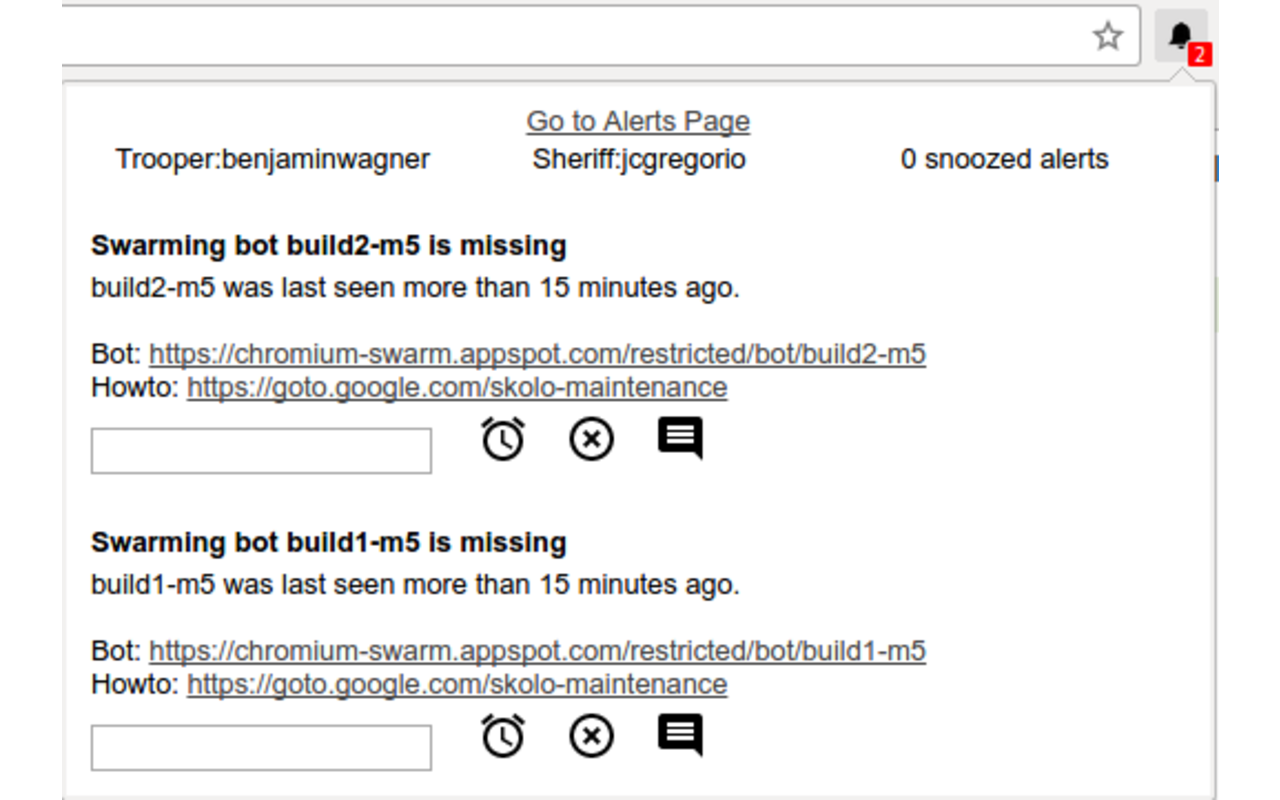 2
Go to Alerts Page
Trooper:benjaminwagner Sheriff:jcgregorio 0 snoozed alerts
Swarming bot build2-m5 is missing
build2-m5 was last seen more than 15 minutes ago.
Bot: https://chromium-swarm.appspot.com/restricted/bot/build2-m5
Howto: https://goto.google.com/skolo-maintenance
Swarming bot build1-m5 is missing
build1-m5 was last seen more than 15 minutes ago.
Bot: https://chromium-swarm.appspot.com/restricted/bot/build1-m5
Howto: https://goto.google.com/skolo-maintenance